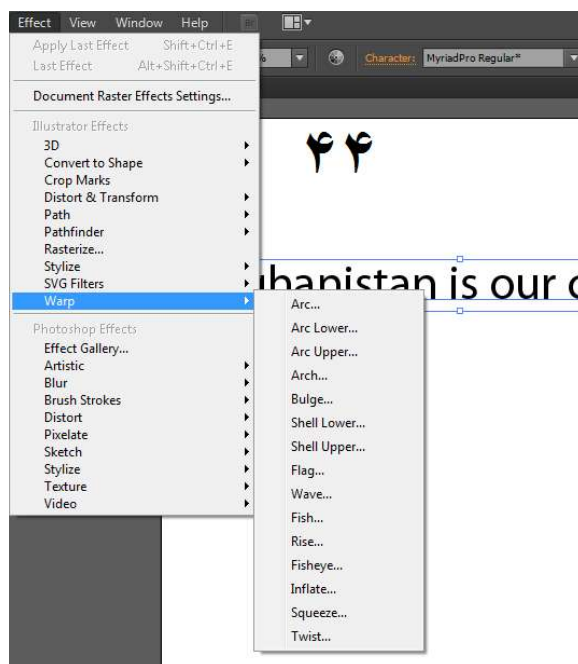 Effect View Window Help Br
Apply Last Effect Shift+Ctrl+E
Last Effect Alt+Shift+Ctrl+E
% Character: MyriadPro Regular*
Document Raster Effects Settings...
Illustrator Effects
3D
Convert to Shape
Crop Marks
Distort & Transform
Path
Pathfinder
Rasterize...
Stylize
SVG Filters
Warp
Photoshop Effects
Effect Gallery...
Artistic
Blur
Brush Strokes
Distort
Pixelate
Sketch
Stylize
Texture
Video
۴۴
is our
Arc...
Arc Lower...
Arc Upper...
Arch...
Bulge...
Shell Lower...
Shell Upper...
Flag...
Wave...
Fish...
Rise...
Fisheye...
Inflate...
Squeeze...
Twist...